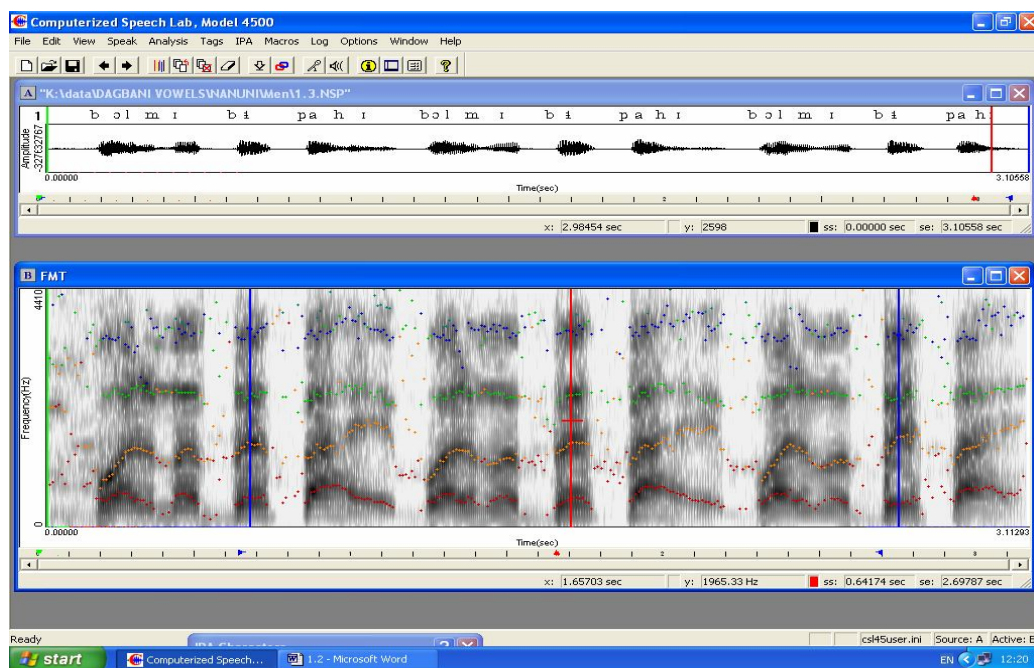 Computerized Speech Lab, Model 4500
File Edit View Speak Analysis Tags IPA Macros Log Options Window Help
A "K:\data\DAGBANI VOWELS\NANUNI\Men\1.3.NSP"
1 b ɔl m ɪ b ɨ pa h ɪ bɔl m ɪ b ɨ p a h ɪ b ɔ l m ɪ b ɨ pa h
Amplitude
-32763 32767
0.00000 3.10558
Time(sec)
2
x: 2.98454 sec y: 2598 ss: 0.00000 sec se: 3.10558 sec
B FMT
4410
Frequency(Hz)
0
0.00000 3.11293
Time(sec)
2
x: 1.65703 sec y: 1965.33 Hz ss: 0.64174 sec se: 2.69787 sec
Ready csl45user.ini Source: A Active:
start Computerized Speech... 1.2 - Microsoft Word EN 12:20